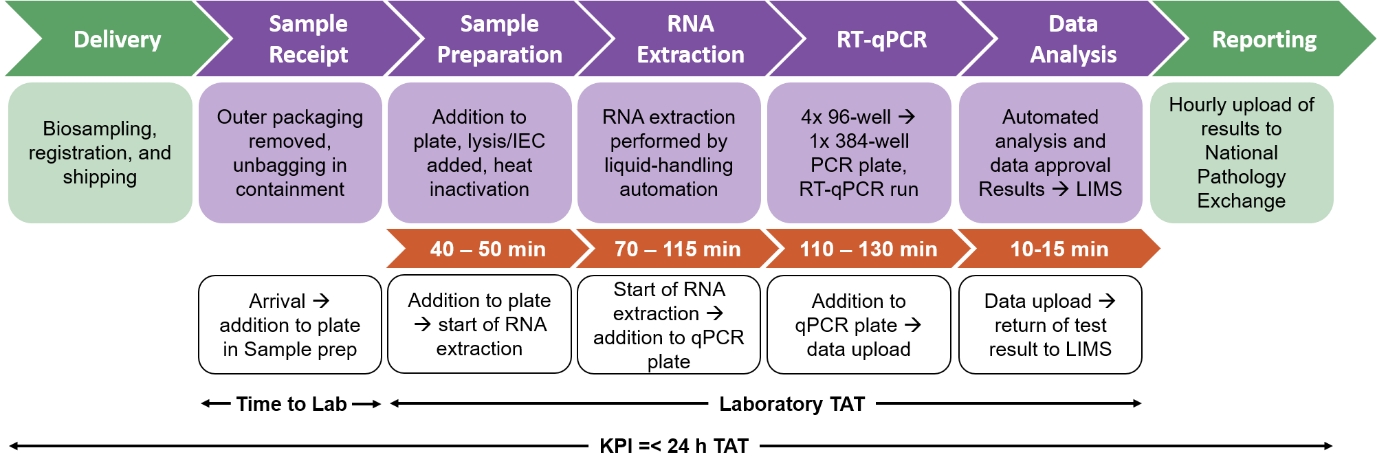 Delivery
Sample
Receipt
Sample
Preparation
RNA
Extraction
RT-qPCR
Data
Analysis
Reporting
Biosampling,
registration, and
shipping
Outer packaging
removed,
unbagging in
containment
Addition to
plate, lysis/IEC
added, heat
inactivation
RNA extraction
performed by
liquid-handling
automation
4x 96-well →
1x 384-well
PCR plate,
RT-qPCR run
Automated
analysis and
data approval
Results → LIMS
Hourly upload of
results to
National
Pathology
Exchange
40 – 50 min
70 – 115 min
110 – 130 min
10-15 min
Arrival →
addition to plate
in Sample prep
Addition to plate
→ start of RNA
extraction
Start of RNA
extraction →
addition to qPCR
plate
Addition to
qPCR plate →
data upload
Data upload →
return of test
result to LIMS
Time to Lab
Laboratory TAT
KPI =< 24 h TAT